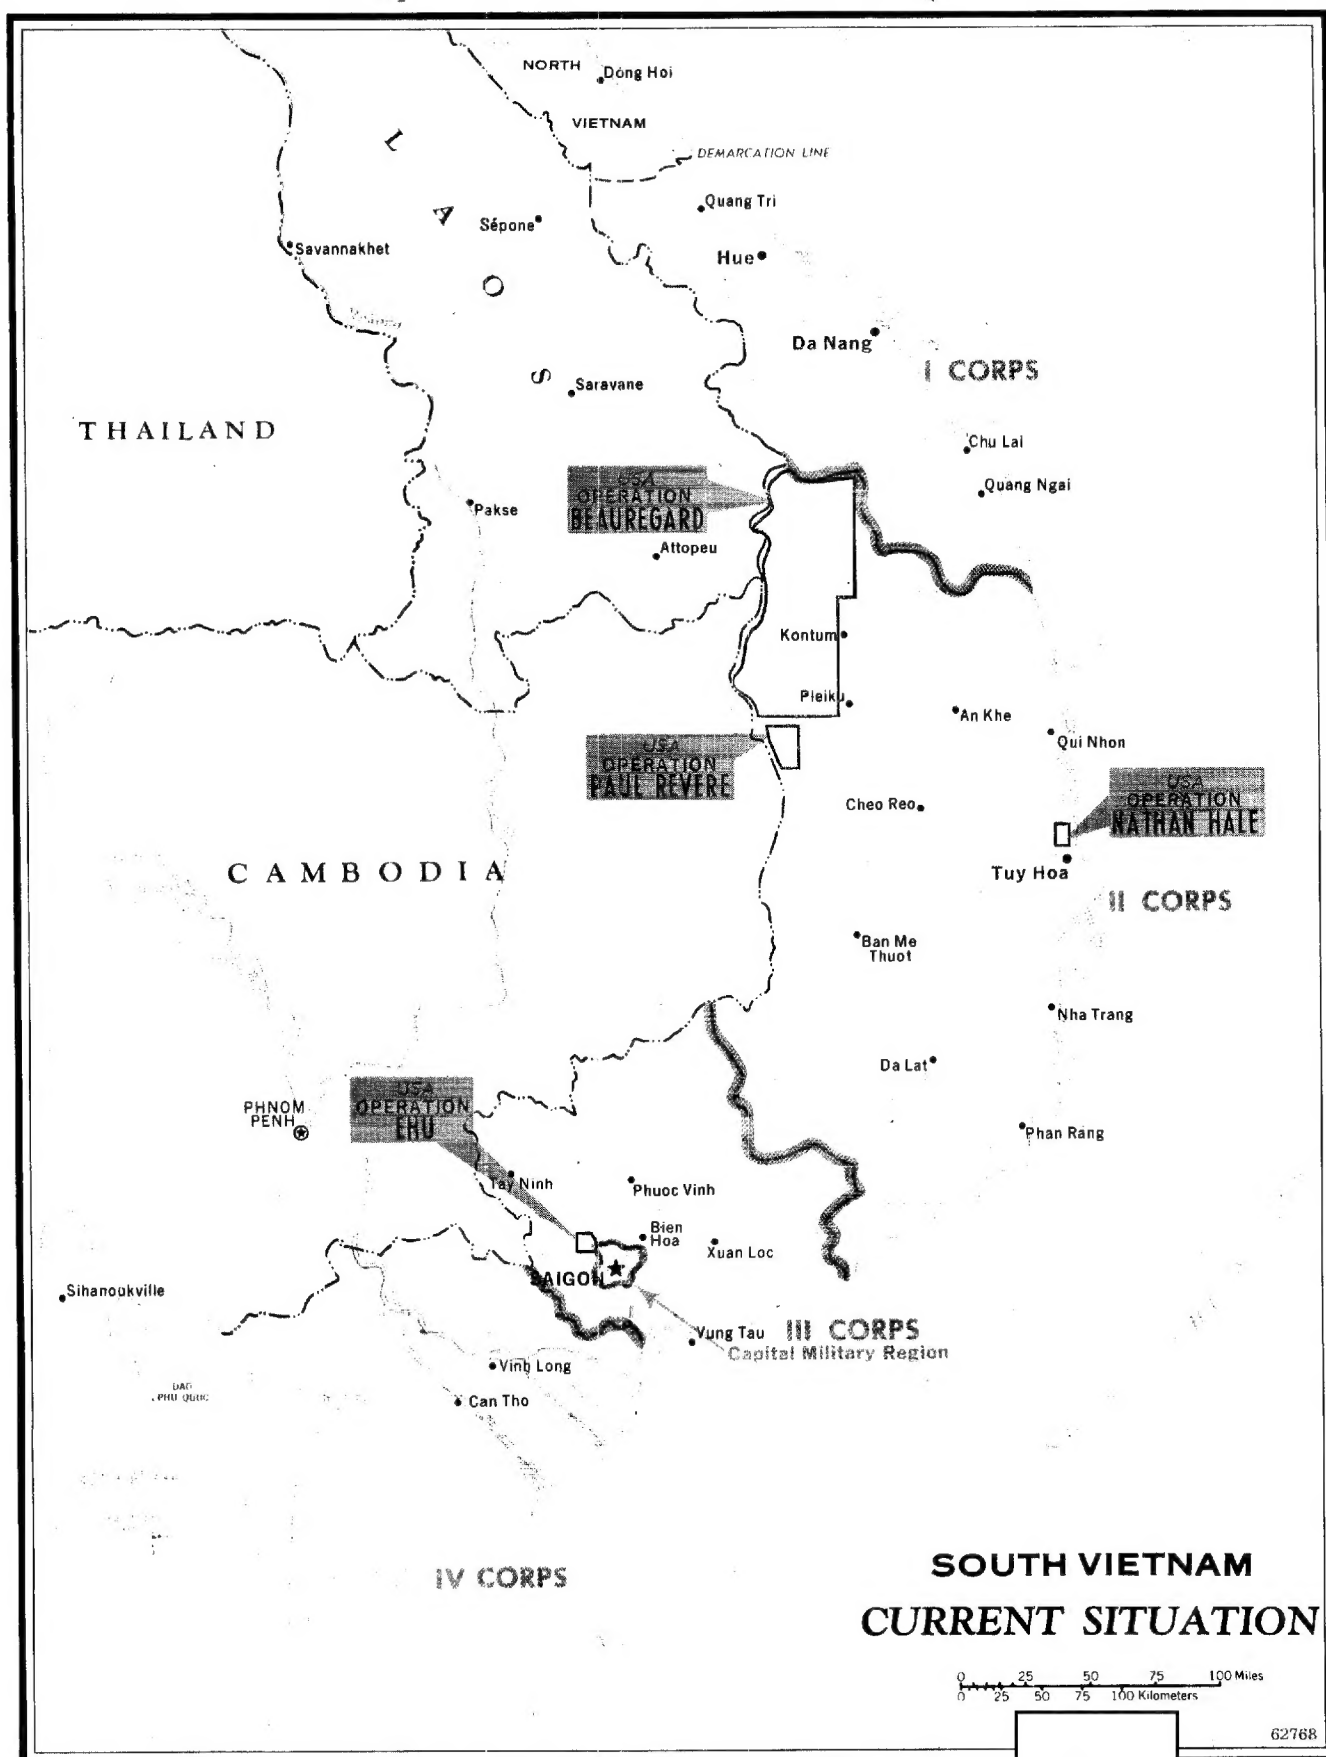 NORTH
Dong Hoi
VIETNAM
DEMARCATION LINE
L A O S
Quang Tri
Sépone
Savannakhet
Hue
Da Nang
I CORPS
Saravane
THAILAND
Chu Lai
USA
OPERATION
BEAUREGARD
Quang Ngai
Pakse
Attopeu
Kontum
Pleiku
An Khe
Qui Nhon
USA
OPERATION
PAUL REVERE
USA
OPERATION
NATHAN HALE
Cheo Reo
CAMBODIA
Tuy Hoa
II CORPS
Ban Me
Thuot
Nha Trang
Da Lat
USA
OPERATION
EHU
PHNOM
PENH
Phan Rang
Tay Ninh
Phuoc Vinh
Bien
Hoa
Xuan Loc
SAIGON
Sihanoukville
Vung Tau
III CORPS
Capital Military Region
Vinh Long
DAO
PHU QUOC
Can Tho
IV CORPS
SOUTH VIETNAM
CURRENT SITUATION
0 25 50 75 100 Miles
0 25 50 75 100 Kilometers
62768